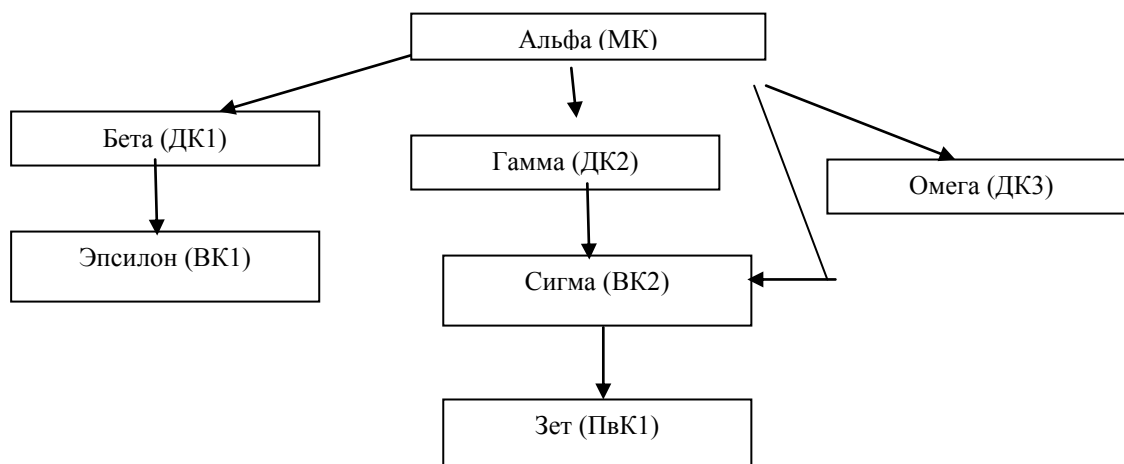 Альфа (МК)
Бета (ДК1)
Гамма (ДК2)
Омега (ДК3)
Эпсилон (ВК1)
Сигма (ВК2)
Зет (ПвК1)